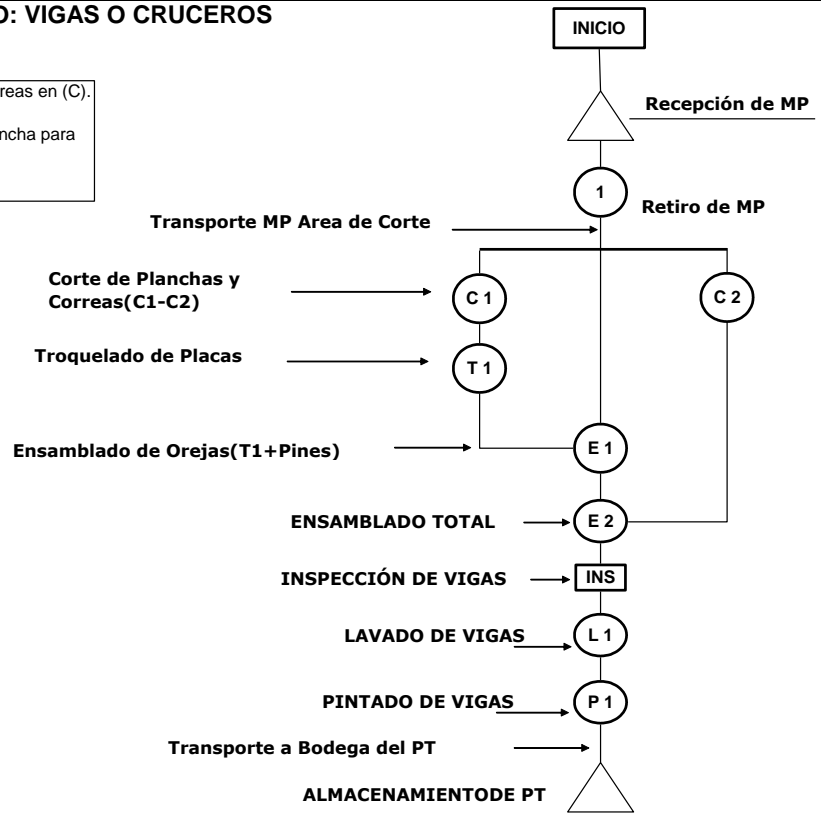 : VIGAS O CRUCEROS
INICIO
reas en (C).
Recepción de MP
ncha para
1
Retiro de MP
Transporte MP Area de Corte
Corte de Planchas y
Correas(C1-C2)
C 1
C 2
Troquelado de Placas
T 1
Ensamblado de Orejas(T1+Pines)
E 1
ENSAMBLADO TOTAL
E 2
INSPECCIÓN DE VIGAS
INS
LAVADO DE VIGAS
L 1
PINTADO DE VIGAS
P 1
Transporte a Bodega del PT
ALMACENAMIENTODE PT